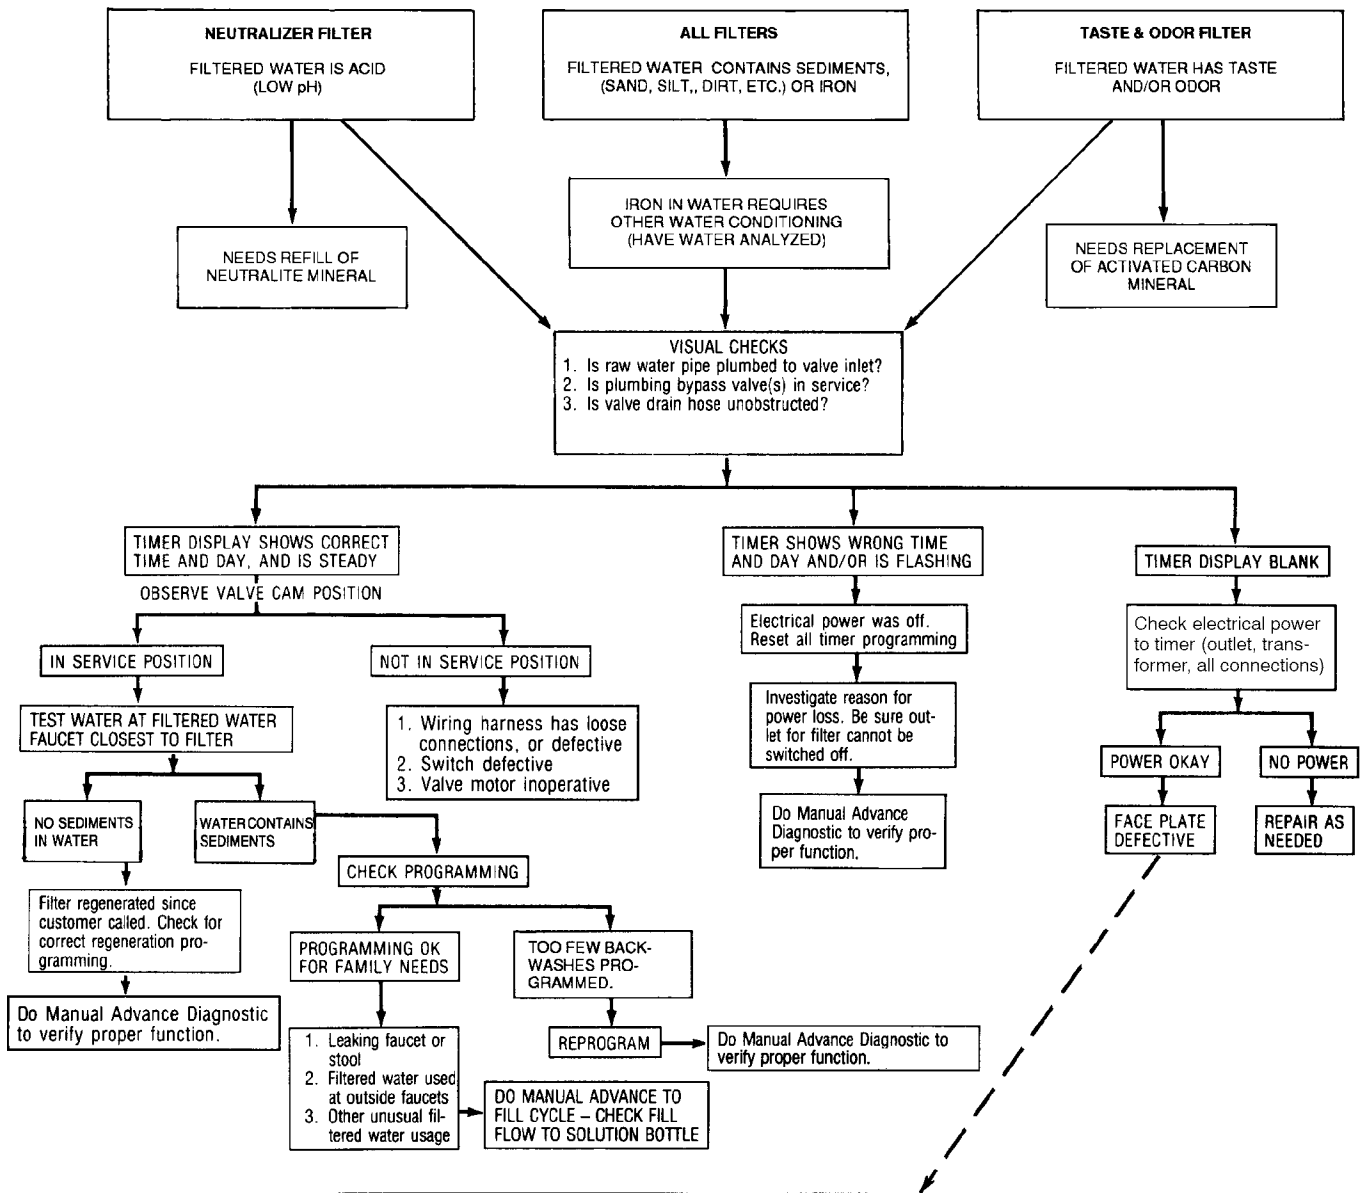 NEUTRALIZER FILTER
FILTERED WATER IS ACID
(LOW pH)
ALL FILTERS
FILTERED WATER CONTAINS SEDIMENTS,
(SAND, SILT,, DIRT, ETC.) OR IRON
TASTE & ODOR FILTER
FILTERED WATER HAS TASTE
AND/OR ODOR
NEEDS REFILL OF
NEUTRALITE MINERAL
IRON IN WATER REQUIRES
OTHER WATER CONDITIONING
(HAVE WATER ANALYZED)
NEEDS REPLACEMENT
OF ACTIVATED CARBON
MINERAL
VISUAL CHECKS
1. Is raw water pipe plumbed to valve inlet?
2. Is plumbing bypass valve(s) in service?
3. Is valve drain hose unobstructed?
TIMER DISPLAY SHOWS CORRECT
TIME AND DAY, AND IS STEADY
OBSERVE VALVE CAM POSITION
TIMER SHOWS WRONG TIME
AND DAY AND/OR IS FLASHING
TIMER DISPLAY BLANK
IN SERVICE POSITION
NOT IN SERVICE POSITION
Electrical power was off.
Reset all timer programming
Check electrical power
to timer (outlet, trans-
former, all connections)
TEST WATER AT FILTERED WATER
FAUCET CLOSEST TO FILTER
1. Wiring harness has loose
connections, or defective
2. Switch defective
3. Valve motor inoperative
Investigate reason for
power loss. Be sure out-
let for filter cannot be
switched off.
POWER OKAY
NO POWER
NO SEDIMENTS
IN WATER
WATER CONTAINS
SEDIMENTS
Do Manual Advance
Diagnostic to verify pro-
per function.
FACE PLATE
DEFECTIVE
REPAIR AS
NEEDED
CHECK PROGRAMMING
Filter regenerated since
customer called. Check for
correct regeneration pro-
gramming.
PROGRAMMING OK
FOR FAMILY NEEDS
TOO FEW BACK-
WASHES PRO-
GRAMMED.
Do Manual Advance Diagnostic
to verify proper function.
1. Leaking faucet or
stool
2. Filtered water used
at outside faucets
3. Other unusual fil-
tered water usage
REPROGRAM
Do Manual Advance Diagnostic to
verify proper function.
DO MANUAL ADVANCE TO
FILL CYCLE – CHECK FILL
FLOW TO SOLUTION BOTTLE